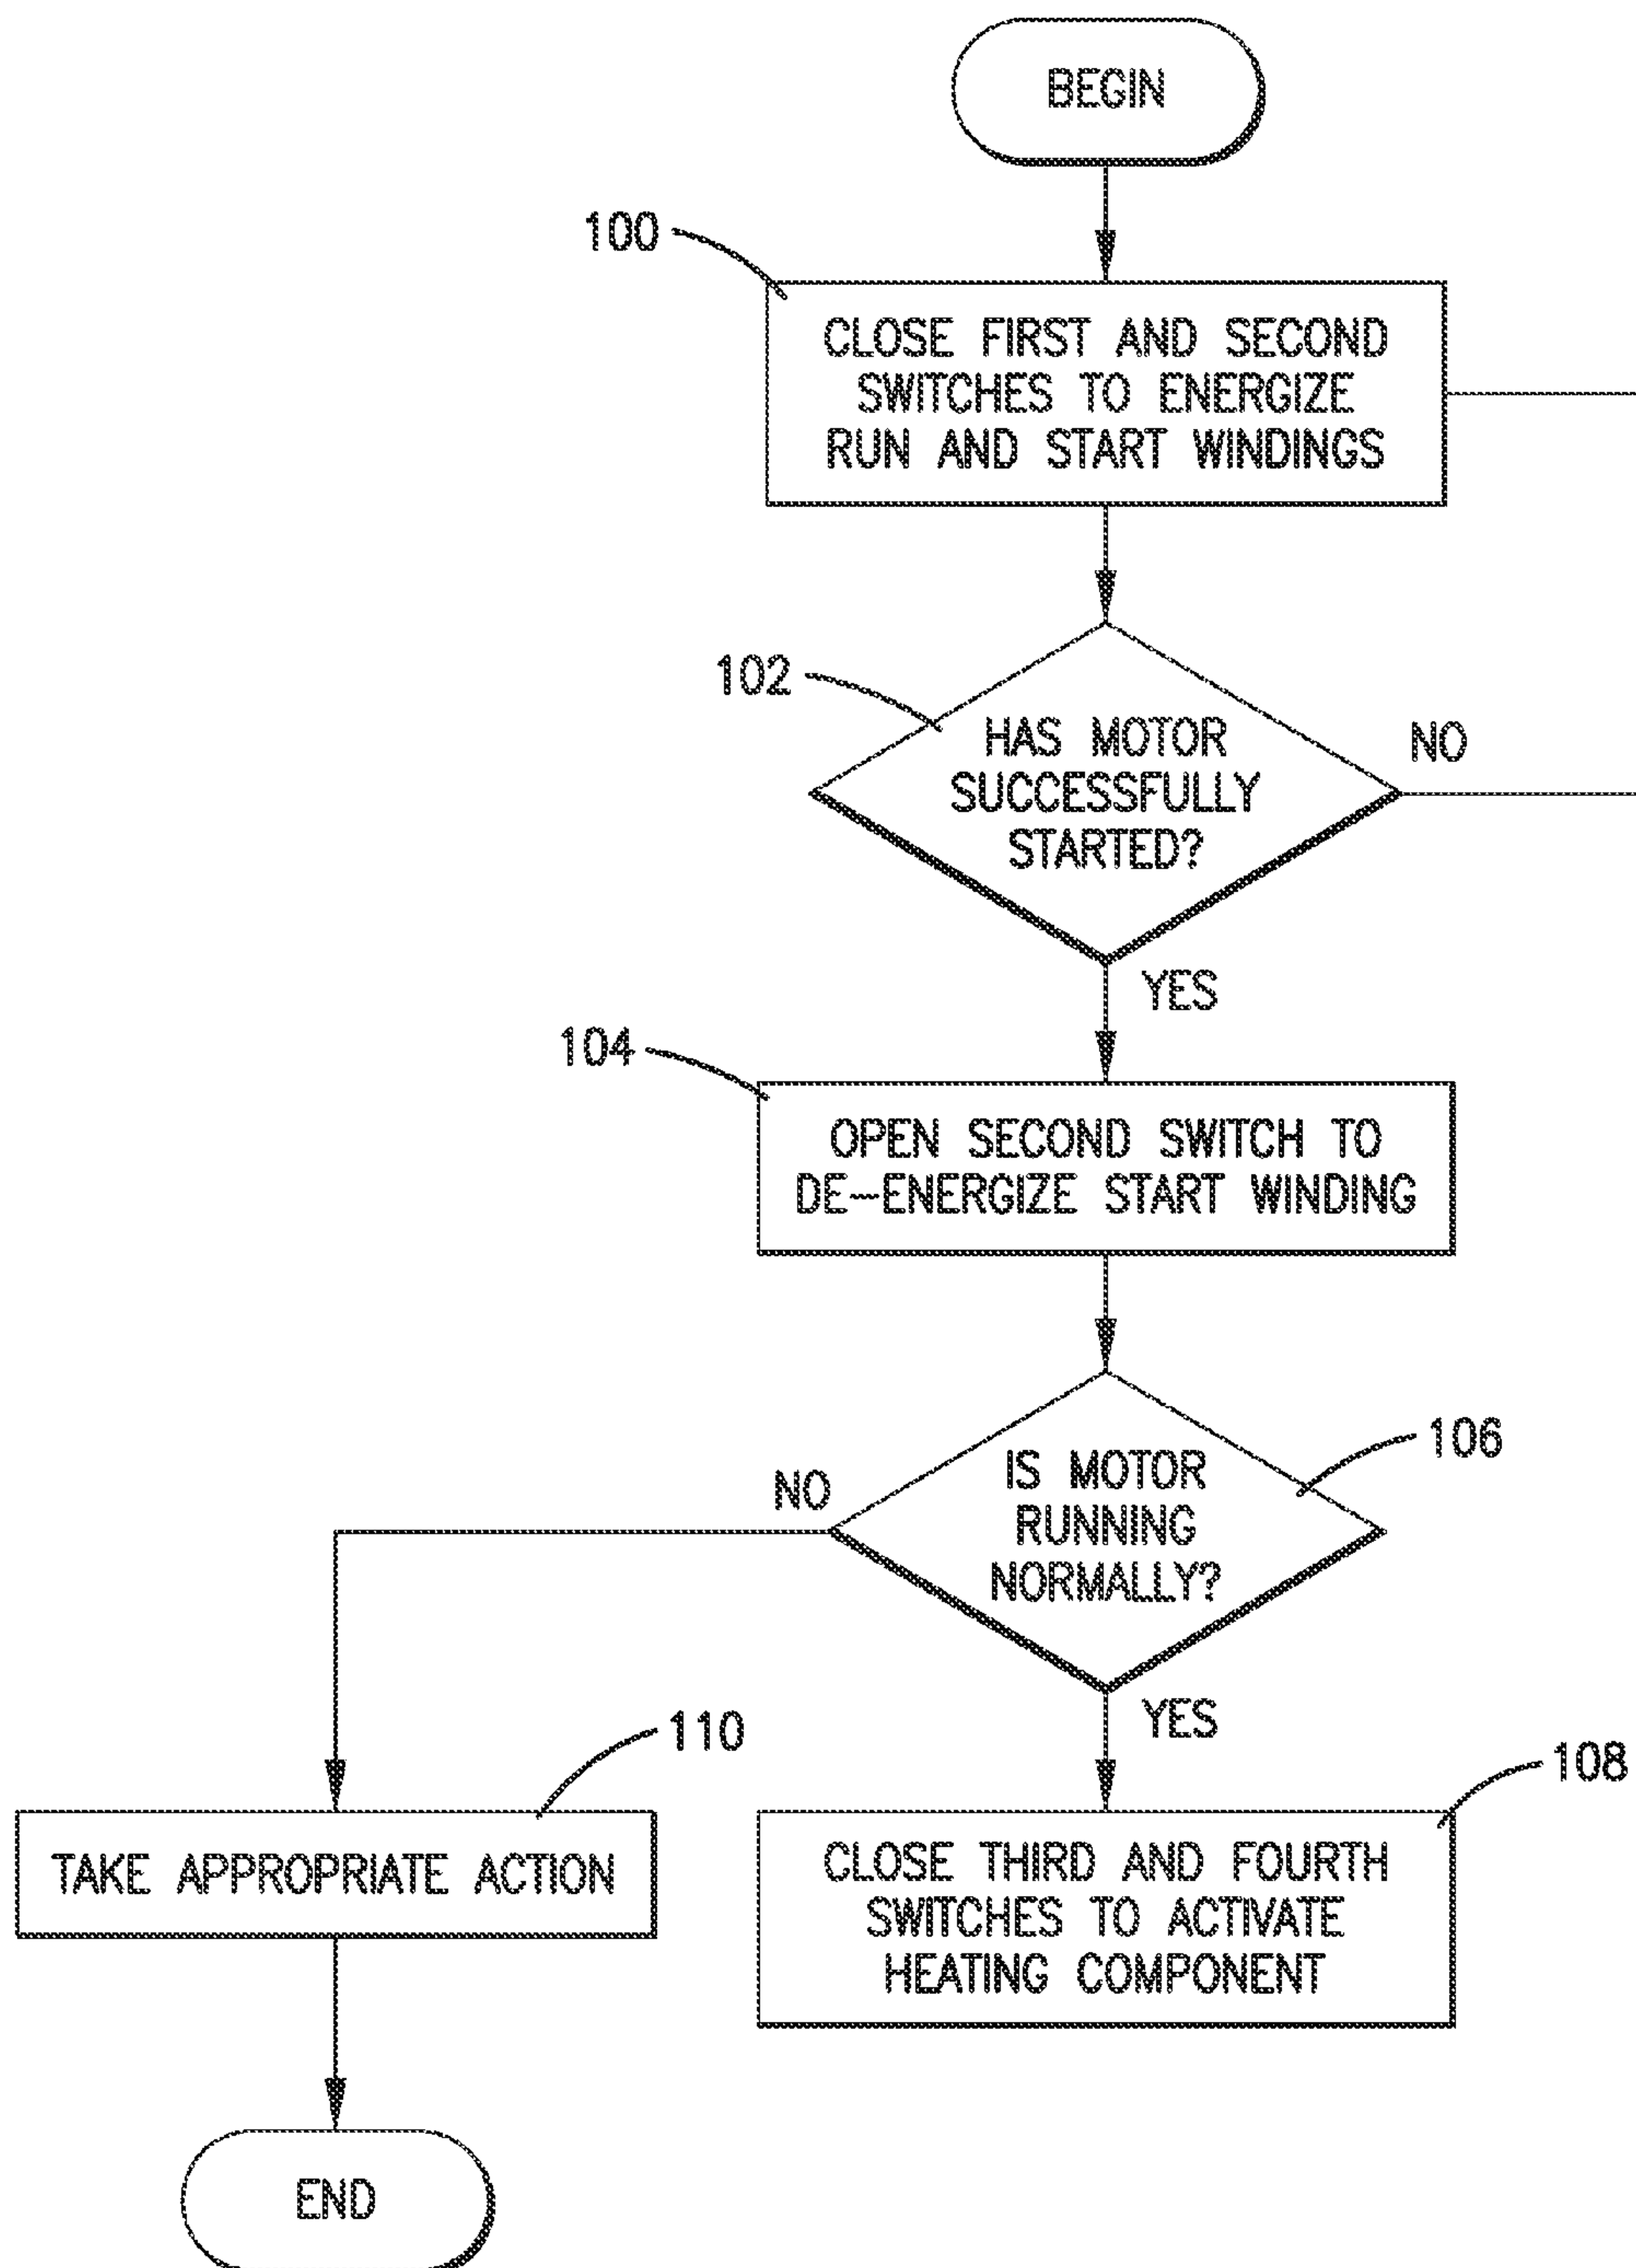 BEGIN
100
CLOSE FIRST AND SECOND
SWITCHES TO ENERGIZE
RUN AND START WINDINGS
102
HAS MOTOR
SUCCESSFULLY
STARTED?
NO
YES
104
OPEN SECOND SWITCH TO
DE-ENERGIZE START WINDING
106
IS MOTOR
RUNNING
NORMALLY?
NO
YES
110
TAKE APPROPRIATE ACTION
108
CLOSE THIRD AND FOURTH
SWITCHES TO ACTIVATE
HEATING COMPONENT
END